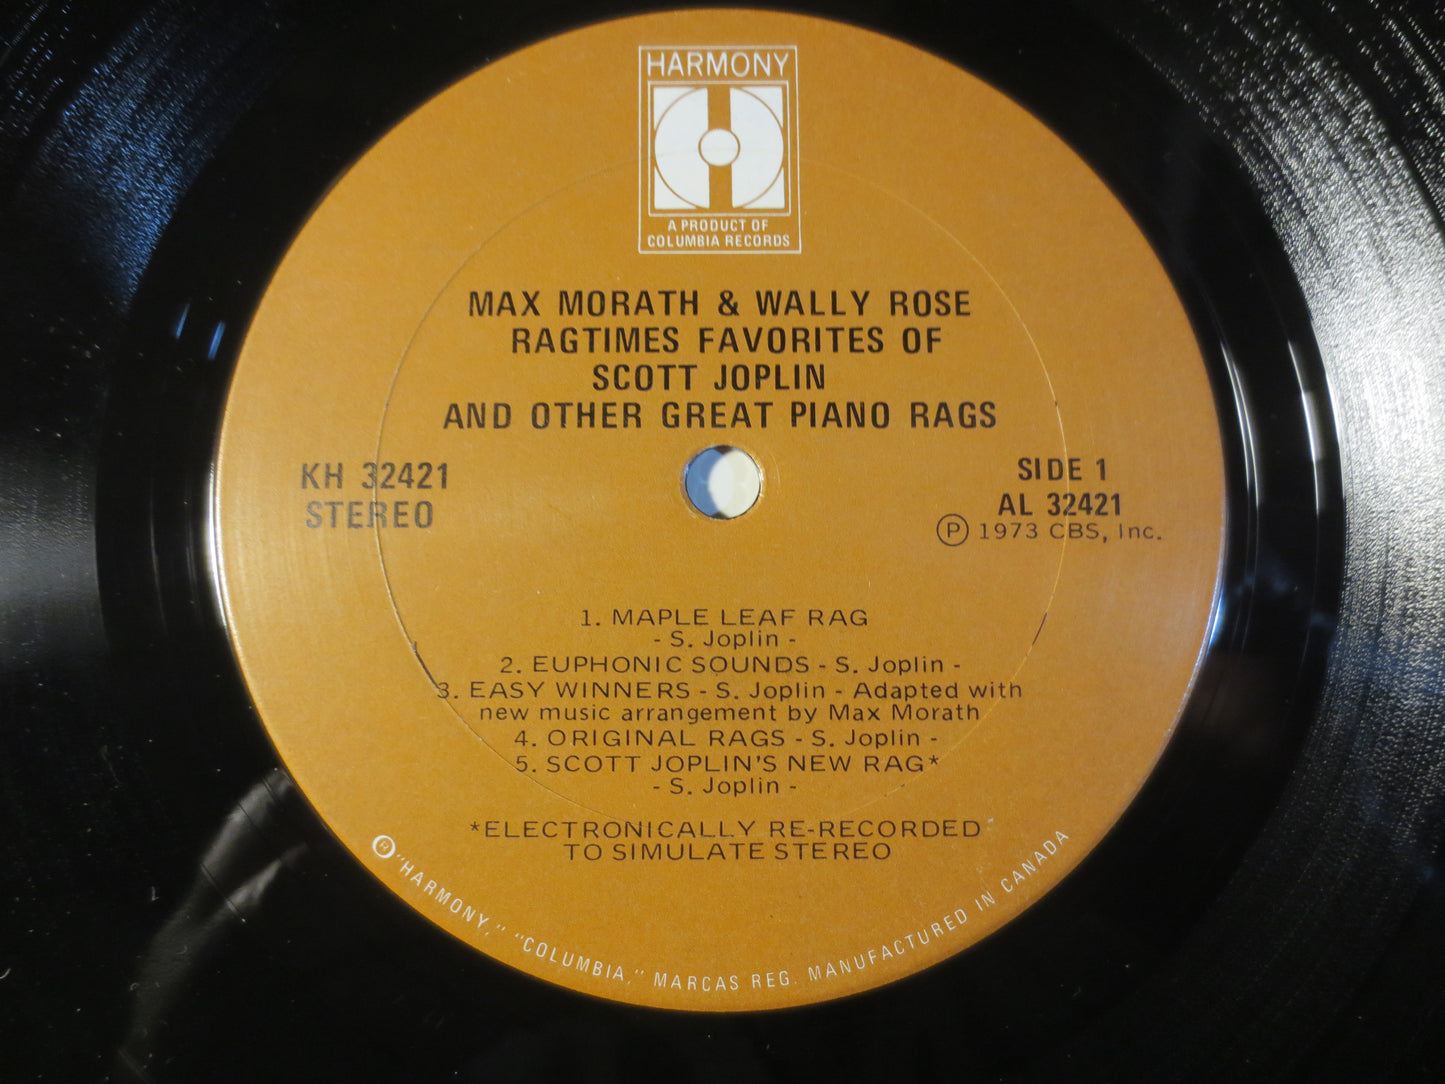 HARMONY
A PRODUCT OF
COLUMBIA RECORDS
MAX MORATH & WALLY ROSE
RAGTIMES FAVORITES OF
SCOTT JOPLIN
AND OTHER GREAT PIANO RAGS
KH 32421
STEREO
SIDE 1
AL 32421
Ⓟ 1973 CBS, Inc.
1. MAPLE LEAF RAG
- S. Joplin -
2. EUPHONIC SOUNDS - S. Joplin -
3. EASY WINNERS - S. Joplin - Adapted with
new music arrangement by Max Morath
4. ORIGINAL RAGS - S. Joplin -
5. SCOTT JOPLIN'S NEW RAG*
- S. Joplin -
*ELECTRONICALLY RE-RECORDED
TO SIMULATE STEREO
® "HARMONY," "COLUMBIA," MARCAS REG. MANUFACTURED IN CANADA